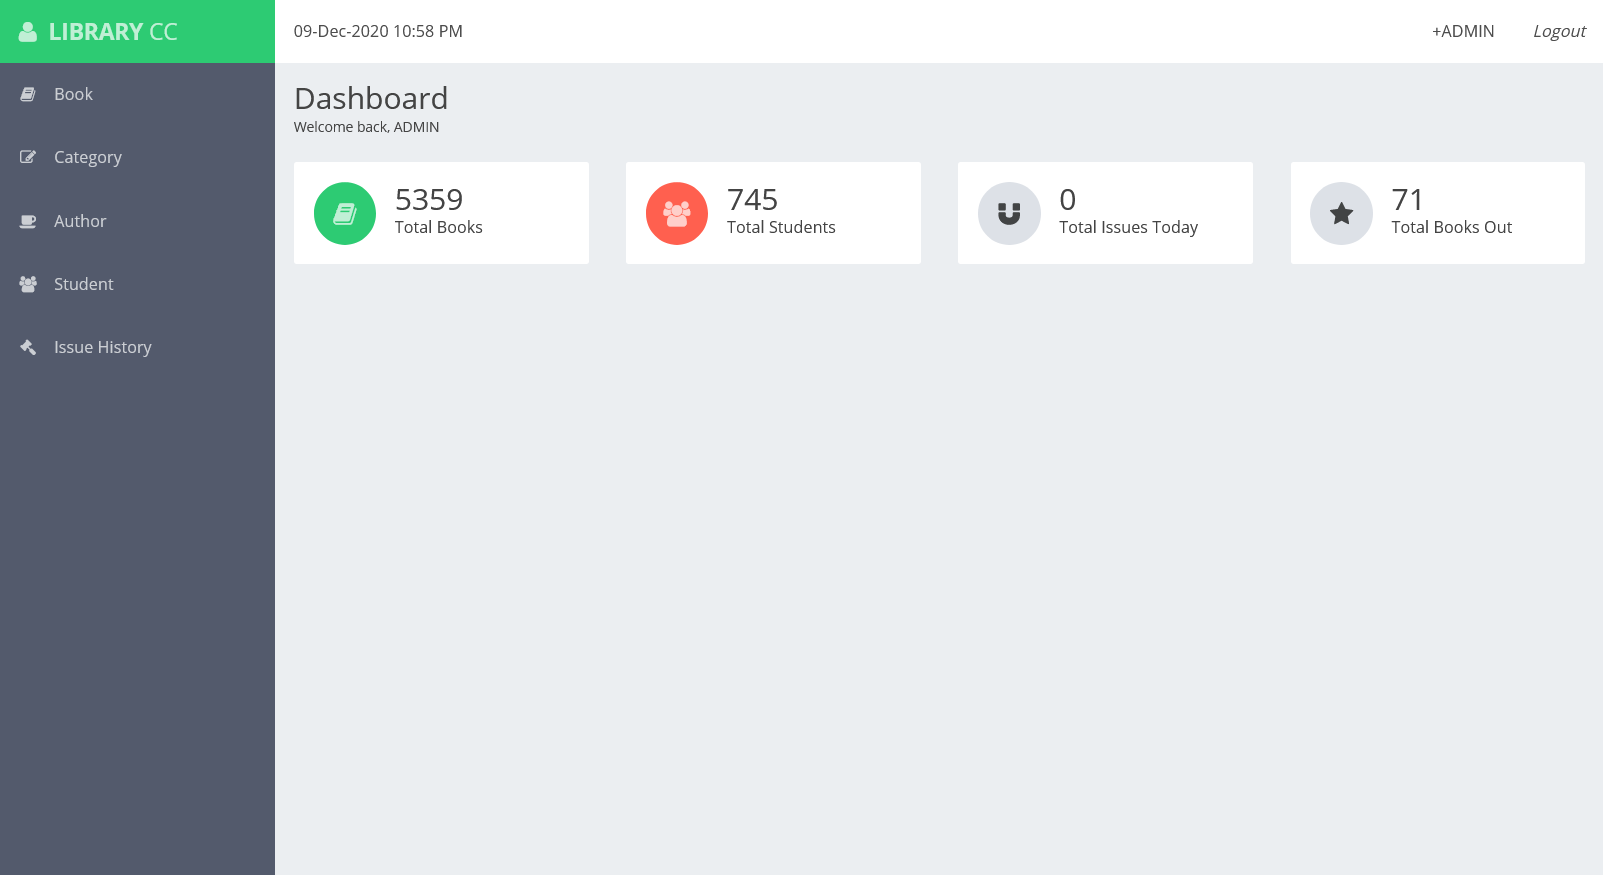 LIBRARY CC
09-Dec-2020 10:58 PM
+ADMIN
Logout
Book
Category
Author
Student
Issue History
Dashboard
Welcome back, ADMIN
5359
Total Books
745
Total Students
0
Total Issues Today
71
Total Books Out